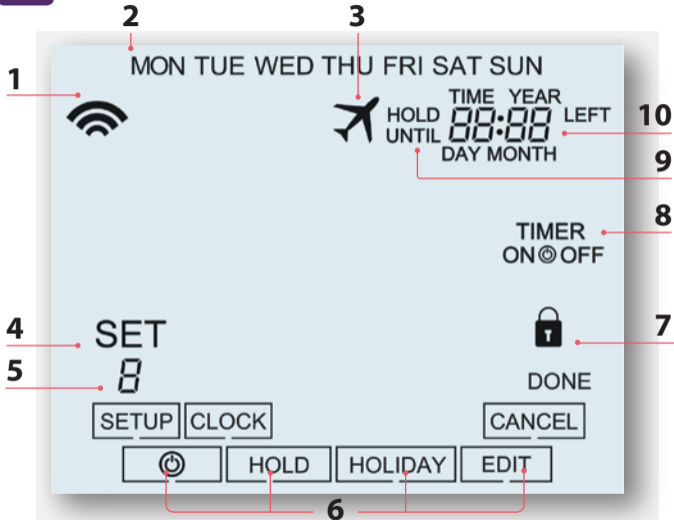 2 3
MON TUE WED THU FRI SAT SUN
1
TIME YEAR
HOLD 88:88 LEFT 10
UNTIL
DAY MONTH
9
8
TIMER
ON OFF
4 SET 7
5 8 DONE
SETUP CLOCK CANCEL
HOLD HOLIDAY EDIT
6